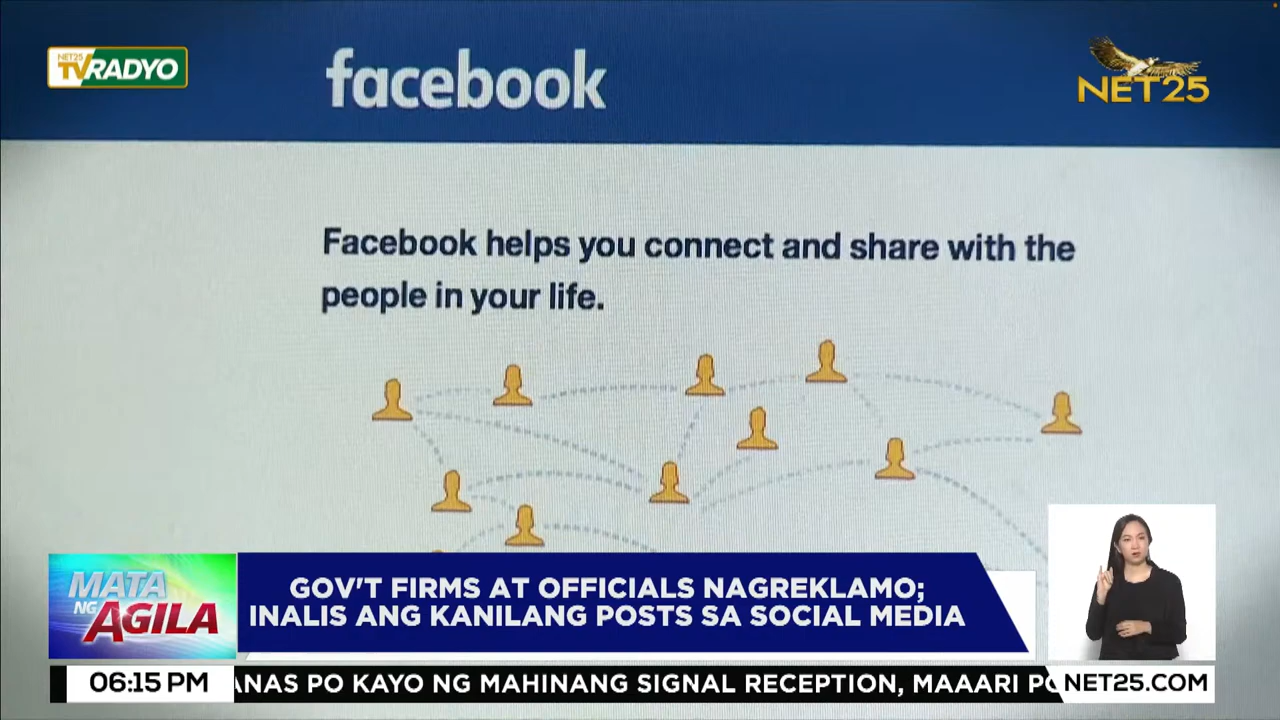 NET25
TVRADYO
facebook
NET25
Facebook helps you connect and share with the
people in your life.
MATA
NG
AGILA
GOV'T FIRMS AT OFFICIALS NAGREKLAMO;
INALIS ANG KANILANG POSTS SA SOCIAL MEDIA
06:15 PM
ANAS PO KAYO NG MAHINANG SIGNAL RECEPTION, MAAARI PO
NET25.COM